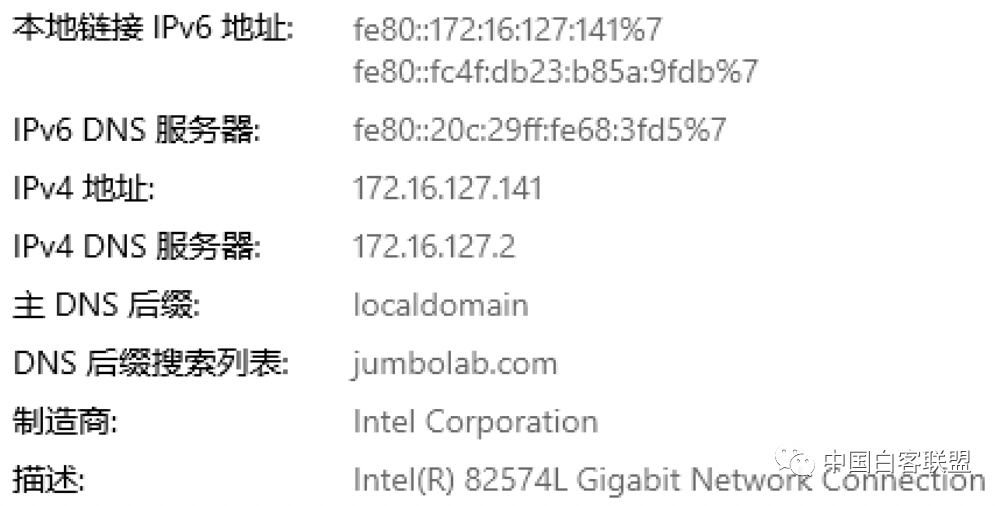 本地链接 IPv6 地址: fe80::172:16:127:141%7
fe80::fc4f:db23:b85a:9fdb%7
IPv6 DNS 服务器: fe80::20c:29ff:fe68:3fd5%7
IPv4 地址: 172.16.127.141
IPv4 DNS 服务器: 172.16.127.2
主 DNS 后缀: localdomain
DNS 后缀搜索列表: jumbolab.com
制造商: Intel Corporation
描述: Intel(R) 82574L Gigabit Network Connection
中国白客联盟